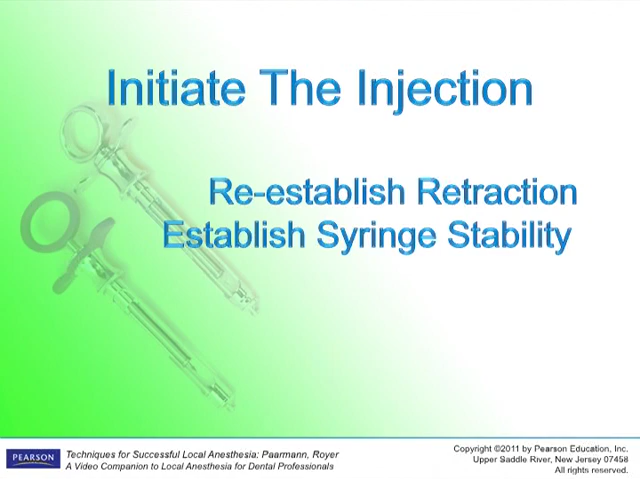 Initiate The Injection
Re-establish Retraction
Establish Syringe Stability
PEARSON
Techniques for Successful Local Anesthesia: Paarmann, Royer
A Video Companion to Local Anesthesia for Dental Professionals
Copyright ©2011 by Pearson Education, Inc.
Upper Saddle River, New Jersey 07458
All rights reserved.